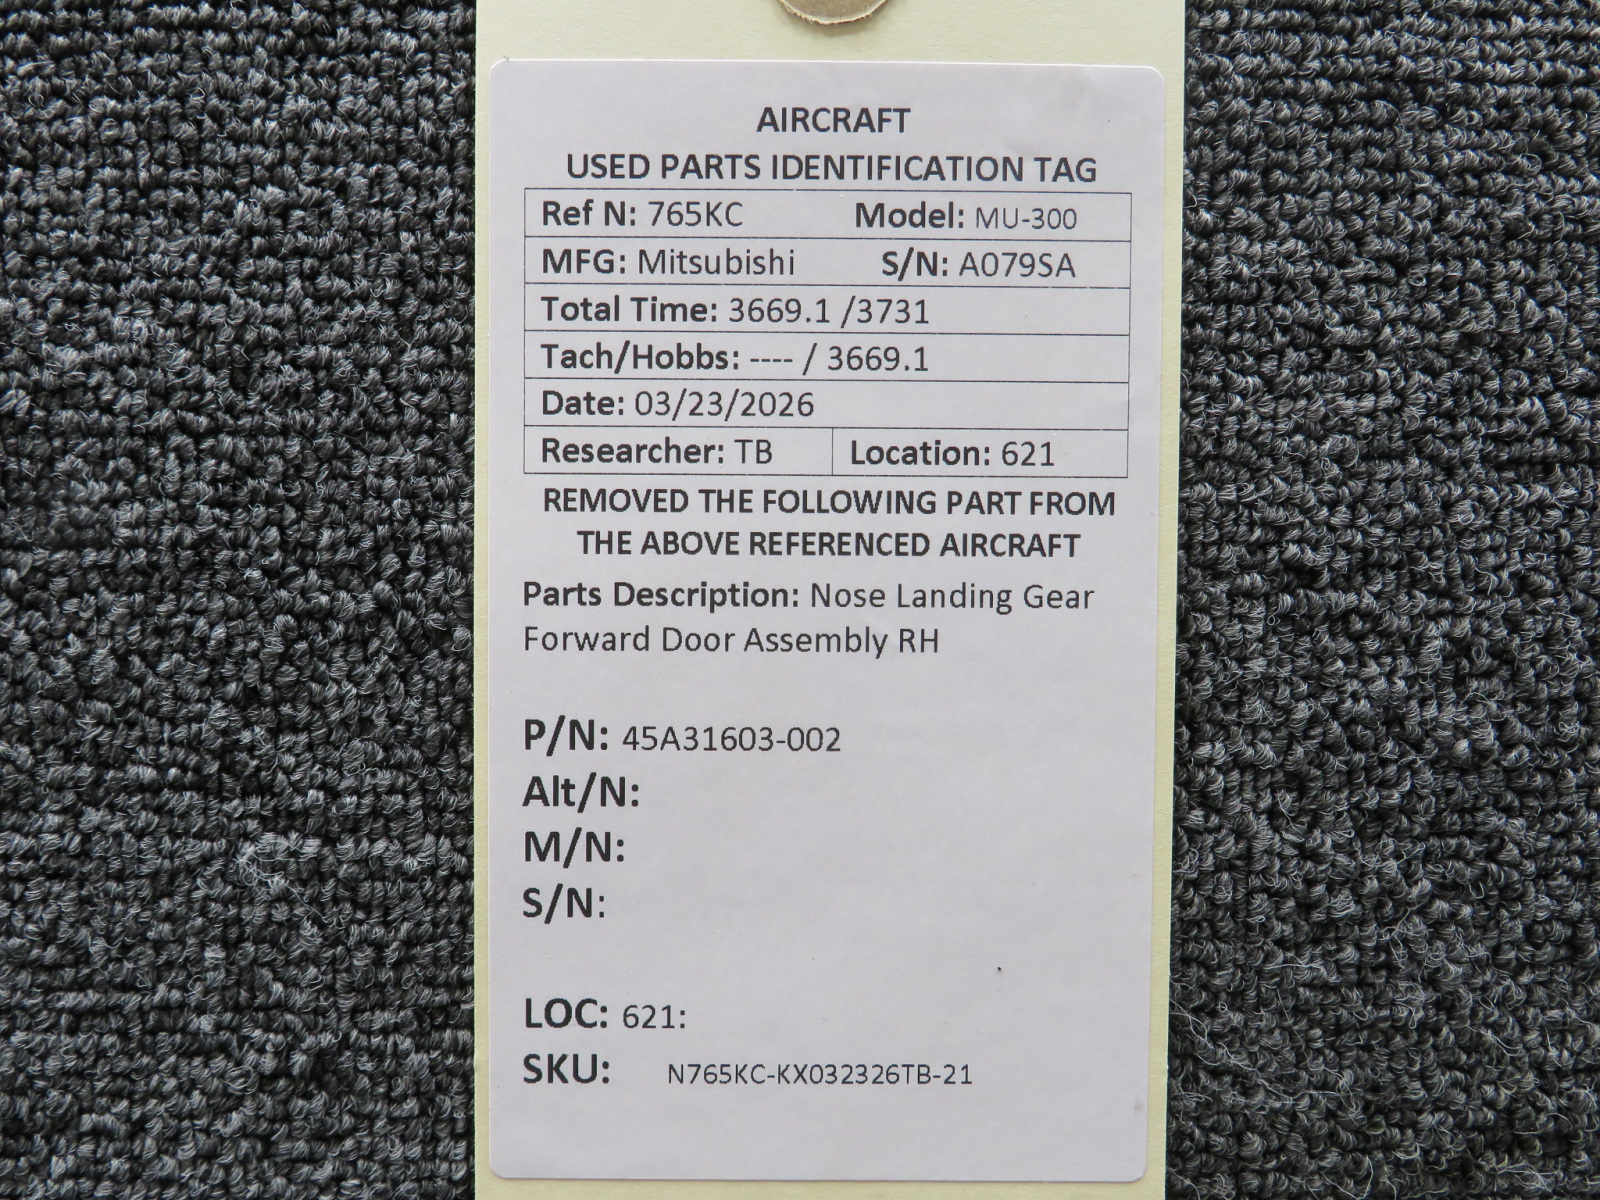 AIRCRAFT
USED PARTS IDENTIFICATION TAG
Ref N: 765KC Model: MU-300
MFG: Mitsubishi S/N: A079SA
Total Time: 3669.1 /3731
Tach/Hobbs: ---- / 3669.1
Date: 03/23/2026
Researcher: TB Location: 621
REMOVED THE FOLLOWING PART FROM
THE ABOVE REFERENCED AIRCRAFT
Parts Description: Nose Landing Gear
Forward Door Assembly RH
P/N: 45A31603-002
Alt/N:
M/N:
S/N:
LOC: 621:
SKU: N765KC-KX032326TB-21